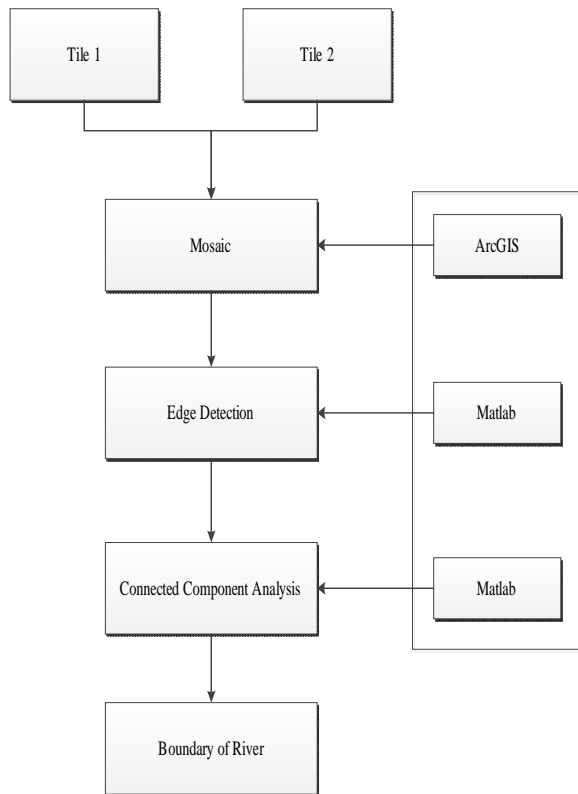 Tile 1
Tile 2
Mosaic
ArcGIS
Edge Detection
Matlab
Connected Component Analysis
Matlab
Boundary of River